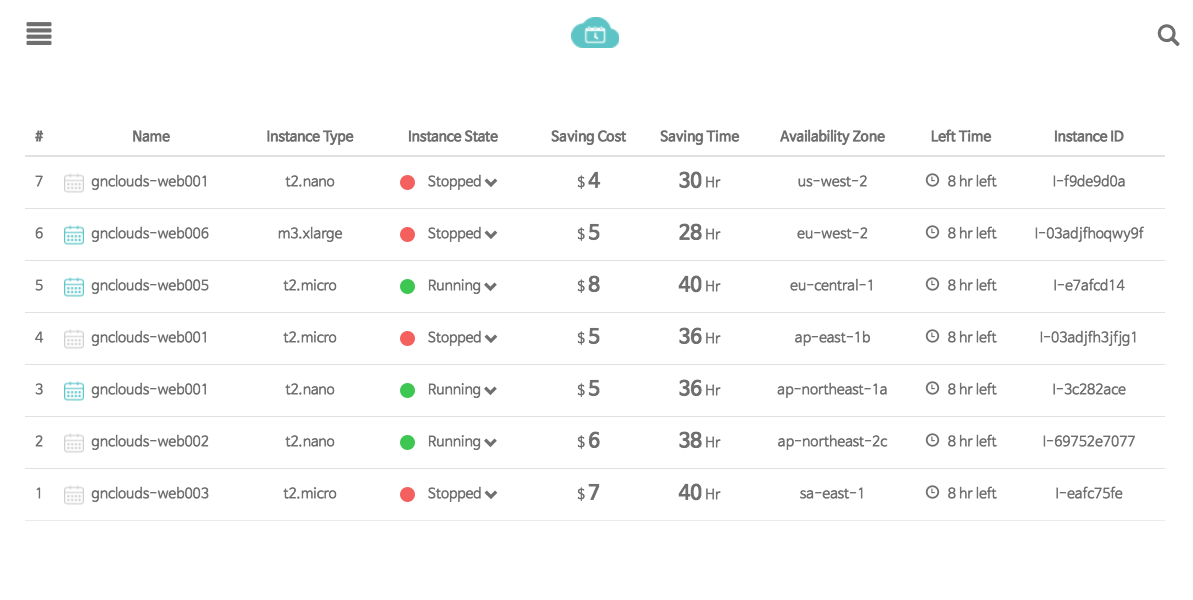 # Name Instance Type Instance State Saving Cost Saving Time Availability Zone Left Time Instance ID
7 gnclouds-web001 t2.nano Stopped $ 4 30 Hr us-west-2 8 hr left I-f9de9d0a
6 gnclouds-web006 m3.xlarge Stopped $ 5 28 Hr eu-west-2 8 hr left I-03adjfhoqwy9f
5 gnclouds-web005 t2.micro Running $ 8 40 Hr eu-central-1 8 hr left I-e7afcd14
4 gnclouds-web001 t2.micro Stopped $ 5 36 Hr ap-east-1b 8 hr left I-03adjfh3jfjg1
3 gnclouds-web001 t2.nano Running $ 5 36 Hr ap-northeast-1a 8 hr left I-3c282ace
2 gnclouds-web002 t2.nano Running $ 6 38 Hr ap-northeast-2c 8 hr left I-69752e7077
1 gnclouds-web003 t2.micro Stopped $ 7 40 Hr sa-east-1 8 hr left I-eafc75fe